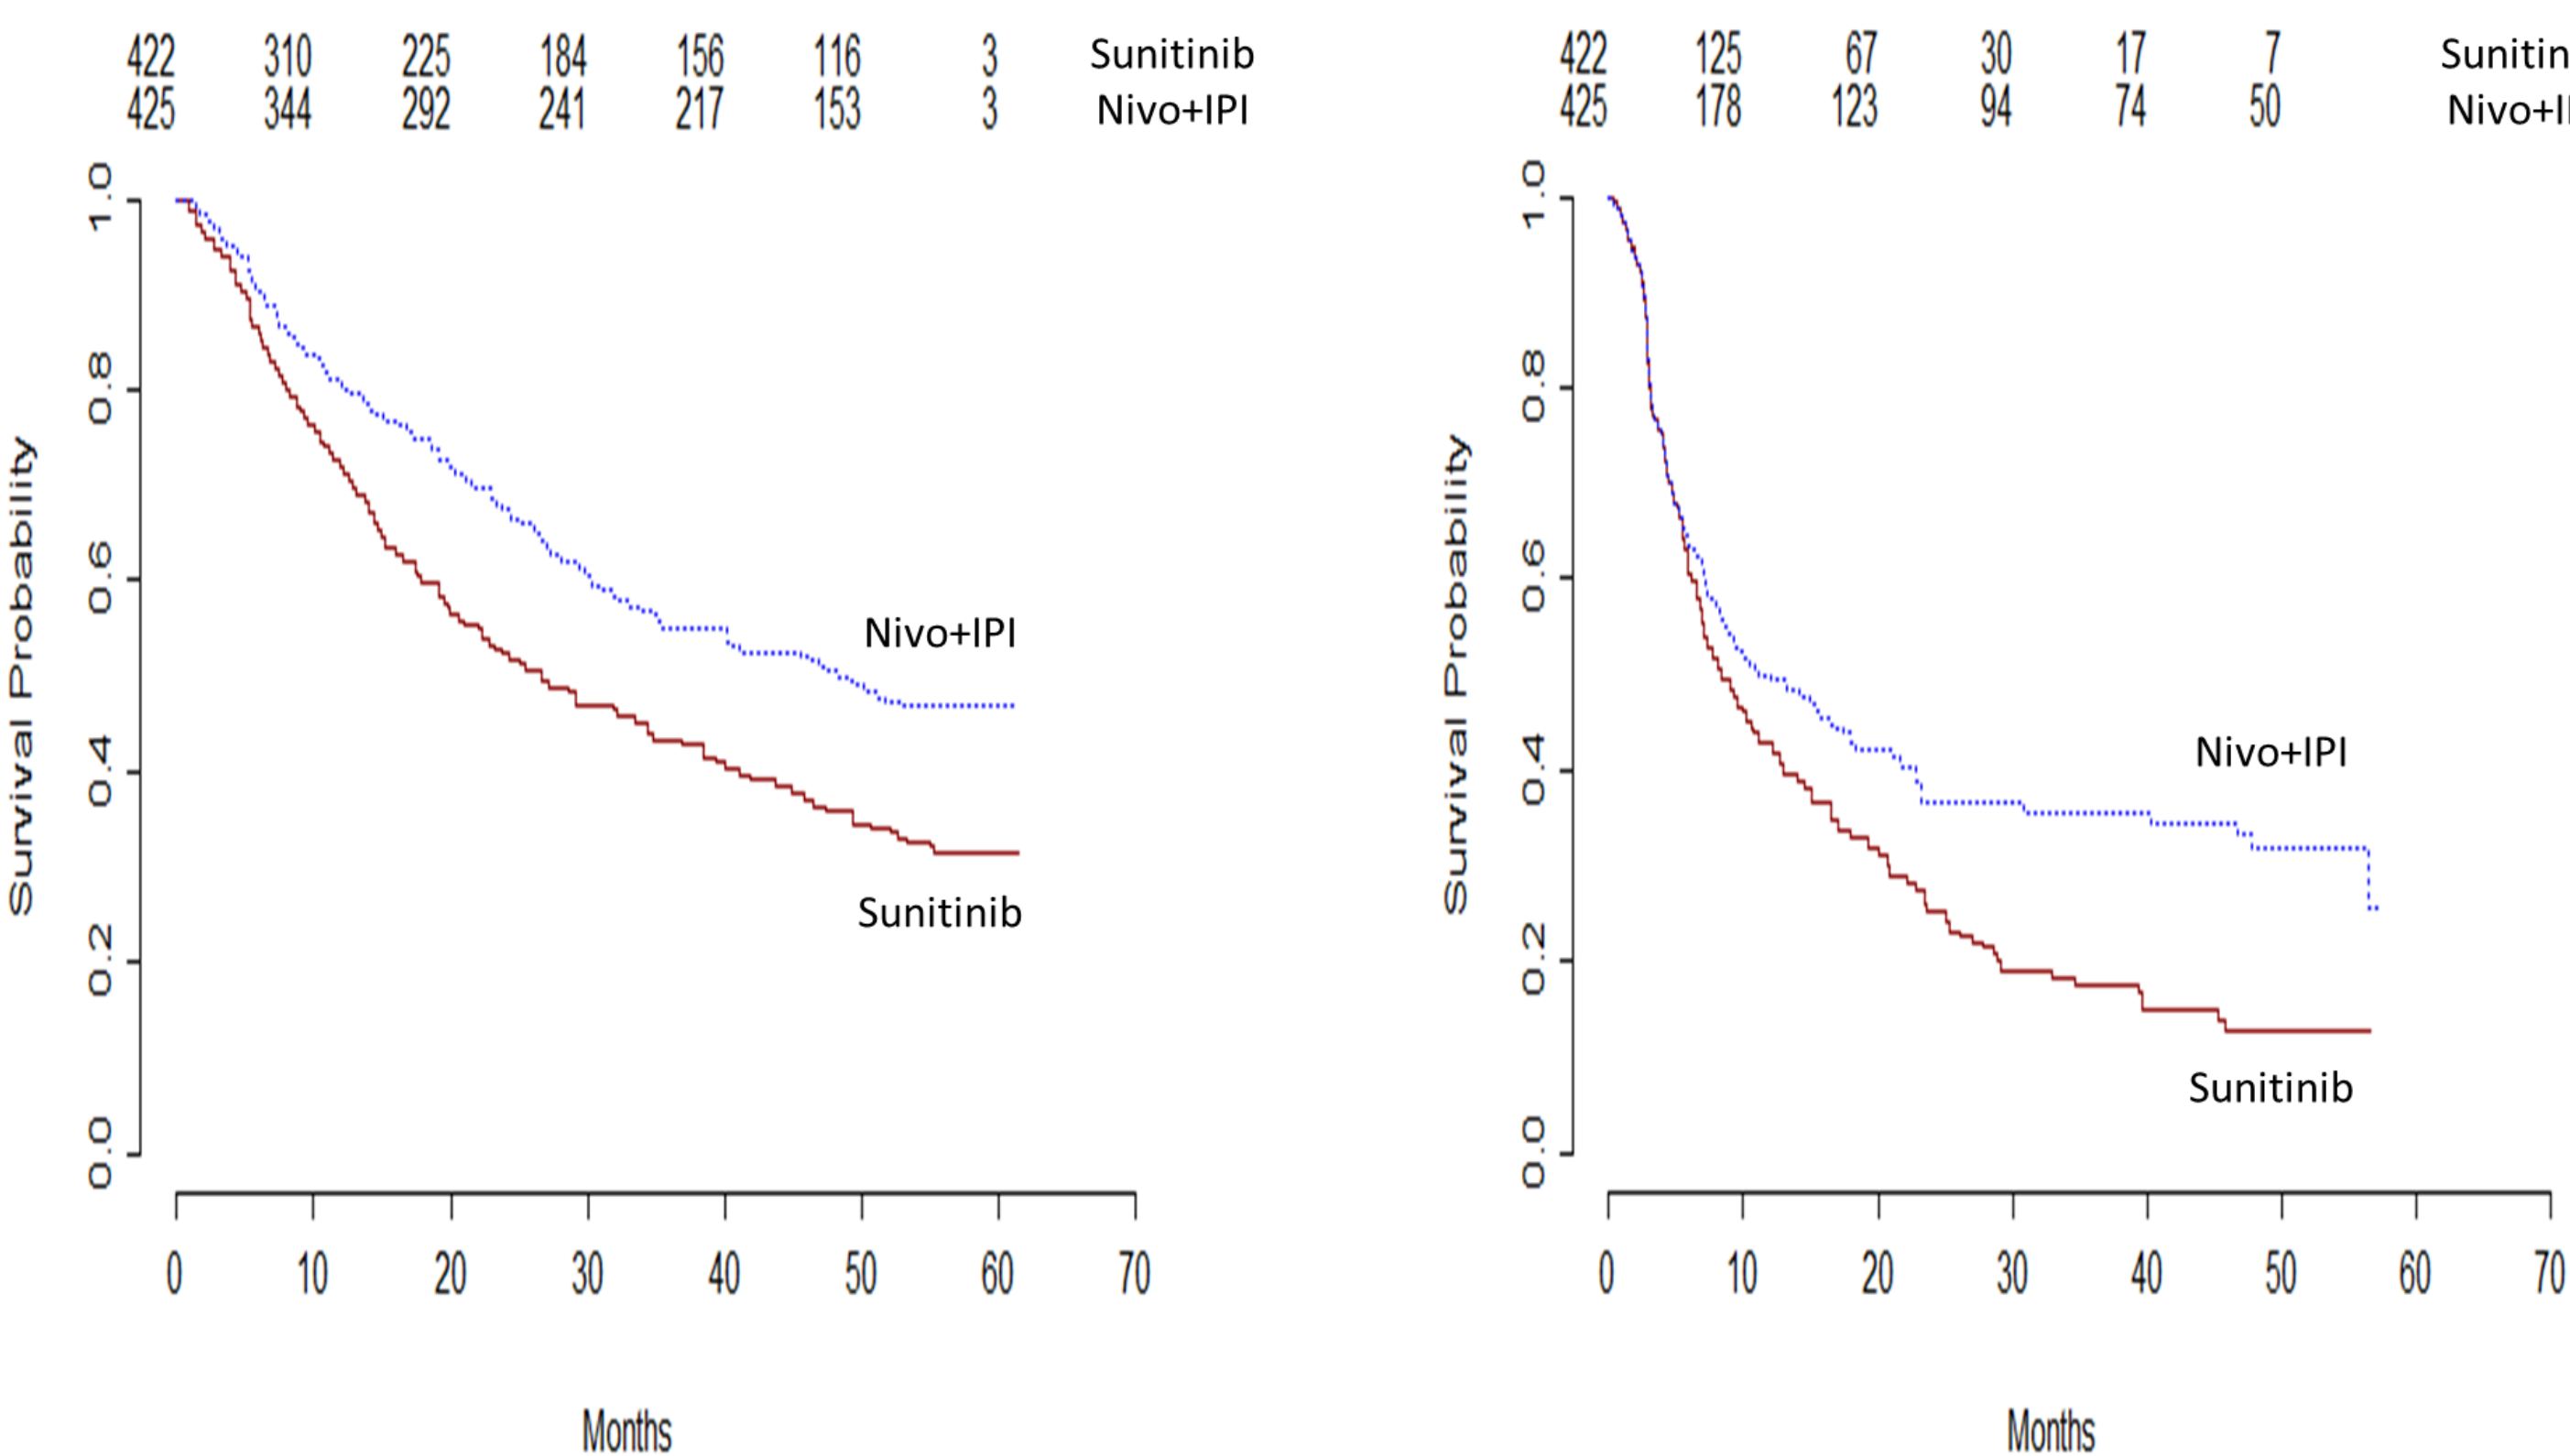 422 310 225 184 156 116 3 Sunitinib
425 344 292 241 217 153 3 Nivo+IPI
Survival Probability
1.0
0.8
0.6
0.4
0.2
0.0
Nivo+IPI
Sunitinib
0 10 20 30 40 50 60 70
Months
422 125 67 30 17 7 Sunitin
425 178 123 94 74 50 Nivo+I
Survival Probability
1.0
0.8
0.6
0.4
0.2
0.0
Nivo+IPI
Sunitinib
0 10 20 30 40 50 60 70
Months